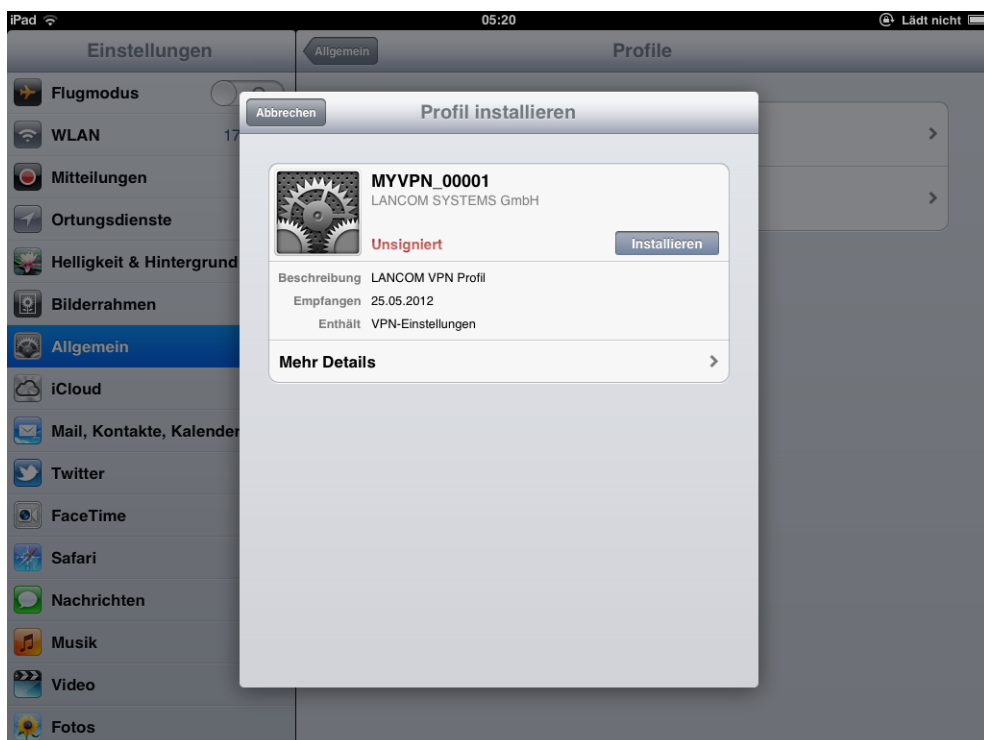 iPad 05:20 Lädt nicht
Einstellungen
Allgemein
Profile
Flugmodus
WLAN 17
Mitteilungen
Ortungsdienste
Helligkeit & Hintergrund
Bilderrahmen
Allgemein
iCloud
Mail, Kontakte, Kalender
Twitter
FaceTime
Safari
Nachrichten
Musik
Video
Fotos
Abbrechen
Profil installieren
MYVPN_00001
LANCOM SYSTEMS GmbH
Unsigniert Installieren
Beschreibung LANCOM VPN Profil
Empfangen 25.05.2012
Enthält VPN-Einstellungen
Mehr Details